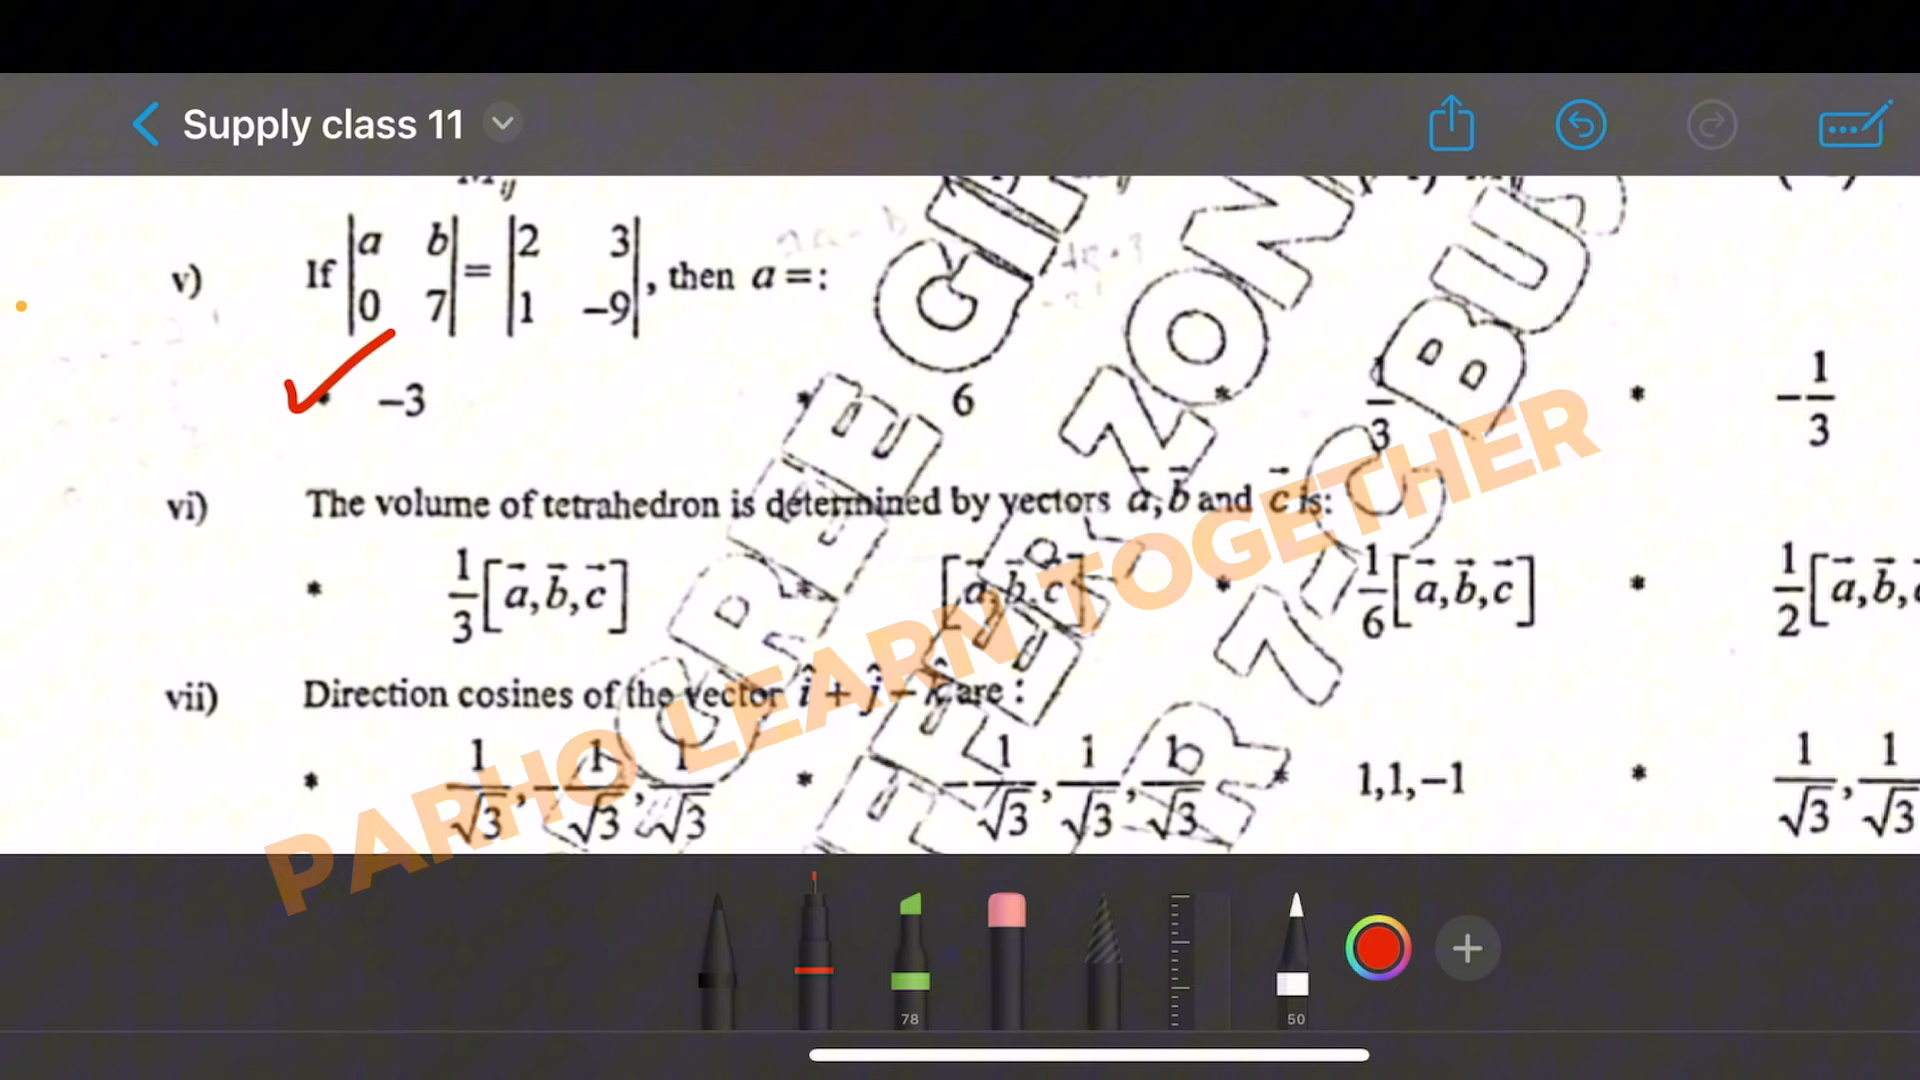 Supply class 11
v) If |a b| = |2 3|, then a =:
|0 7| |1 -9|
* -3 * 6 * /3 * -1/3
vi) The volume of tetrahedron is determined by vectors a⃗, b⃗ and c⃗ is:
* 1/3[a⃗, b⃗, c⃗] * [a⃗, b⃗, c⃗] * 1/6[a⃗, b⃗, c⃗] * 1/2[a⃗, b⃗,
vii) Direction cosines of the vector î + ĵ - k̂ are :
* 1/√3, -1/√3, 1/√3 * -1/√3, 1/√3, /√3 * 1,1,-1 * 1/√3, 1/√3
PARHO LEARN TOGETHER
78
50